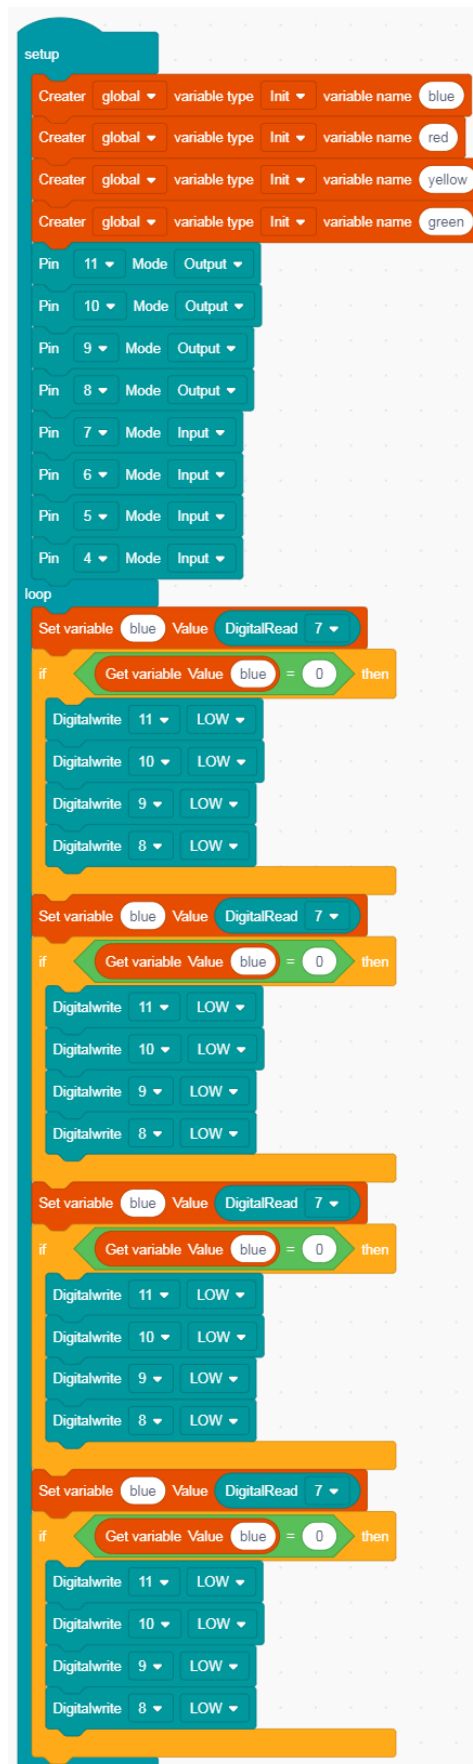 setup
Creater global variable type Init variable name blue
Creater global variable type Init variable name red
Creater global variable type Init variable name yellow
Creater global variable type Init variable name green
Pin 11 Mode Output
Pin 10 Mode Output
Pin 9 Mode Output
Pin 8 Mode Output
Pin 7 Mode Input
Pin 6 Mode Input
Pin 5 Mode Input
Pin 4 Mode Input
loop
Set variable blue Value DigitalRead 7
if Get variable Value blue = 0 then
Digitalwrite 11 LOW
Digitalwrite 10 LOW
Digitalwrite 9 LOW
Digitalwrite 8 LOW
Set variable blue Value DigitalRead 7
if Get variable Value blue = 0 then
Digitalwrite 11 LOW
Digitalwrite 10 LOW
Digitalwrite 9 LOW
Digitalwrite 8 LOW
Set variable blue Value DigitalRead 7
if Get variable Value blue = 0 then
Digitalwrite 11 LOW
Digitalwrite 10 LOW
Digitalwrite 9 LOW
Digitalwrite 8 LOW
Set variable blue Value DigitalRead 7
if Get variable Value blue = 0 then
Digitalwrite 11 LOW
Digitalwrite 10 LOW
Digitalwrite 9 LOW
Digitalwrite 8 LOW